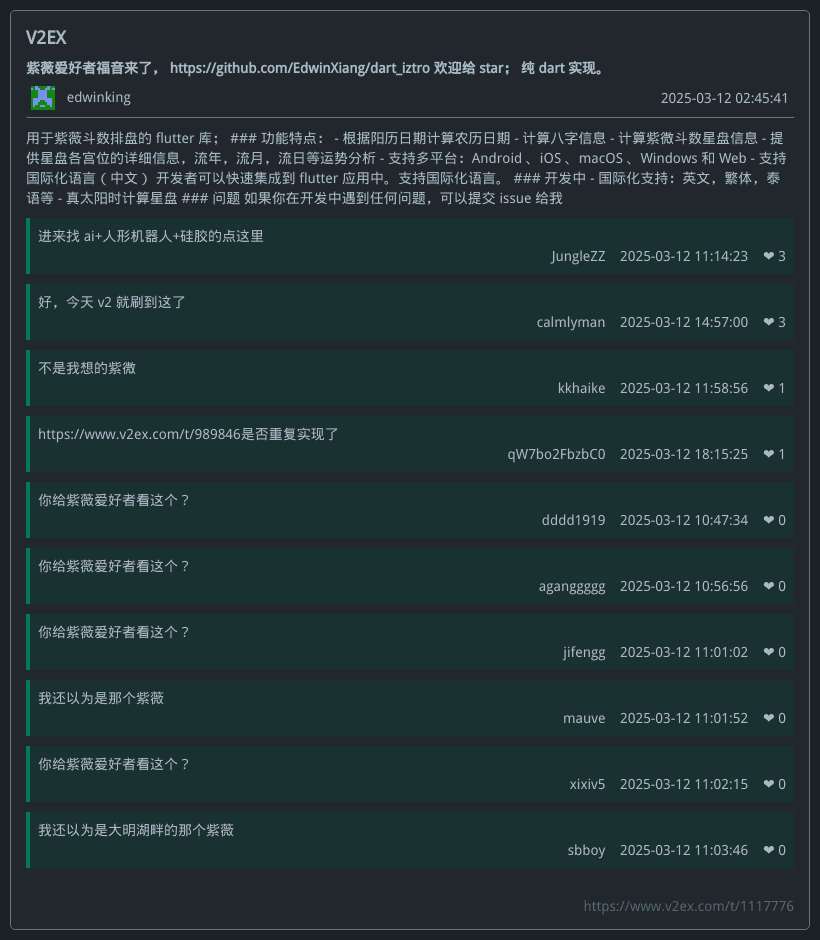 V2EX
紫薇爱好者福音来了， https://github.com/EdwinXiang/dart_iztro 欢迎给 star； 纯 dart 实现。
edwinking 2025-03-12 02:45:41
用于紫薇斗数排盘的 flutter 库； ### 功能特点： - 根据阳历日期计算农历日期 - 计算八字信息 - 计算紫微斗数星盘信息 - 提
供星盘各宫位的详细信息，流年，流月，流日等运势分析 - 支持多平台：Android 、iOS 、macOS 、Windows 和 Web - 支持
国际化语言（中文） 开发者可以快速集成到 flutter 应用中。支持国际化语言。 ### 开发中 - 国际化支持：英文，繁体，泰
语等 - 真太阳时计算星盘 ### 问题 如果你在开发中遇到任何问题，可以提交 issue 给我
进来找 ai+人形机器人+硅胶的点这里
JungleZZ 2025-03-12 11:14:23 ❤ 3
好，今天 v2 就刷到这了
calmlyman 2025-03-12 14:57:00 ❤ 3
不是我想的紫微
kkhaike 2025-03-12 11:58:56 ❤ 1
https://www.v2ex.com/t/989846是否重复实现了
qW7bo2FbzbC0 2025-03-12 18:15:25 ❤ 1
你给紫薇爱好者看这个？
dddd1919 2025-03-12 10:47:34 ❤ 0
你给紫薇爱好者看这个？
aganggggg 2025-03-12 10:56:56 ❤ 0
你给紫薇爱好者看这个？
jifengg 2025-03-12 11:01:02 ❤ 0
我还以为是那个紫薇
mauve 2025-03-12 11:01:52 ❤ 0
你给紫薇爱好者看这个？
xixiv5 2025-03-12 11:02:15 ❤ 0
我还以为是大明湖畔的那个紫薇
sbboy 2025-03-12 11:03:46 ❤ 0
https://www.v2ex.com/t/1117776